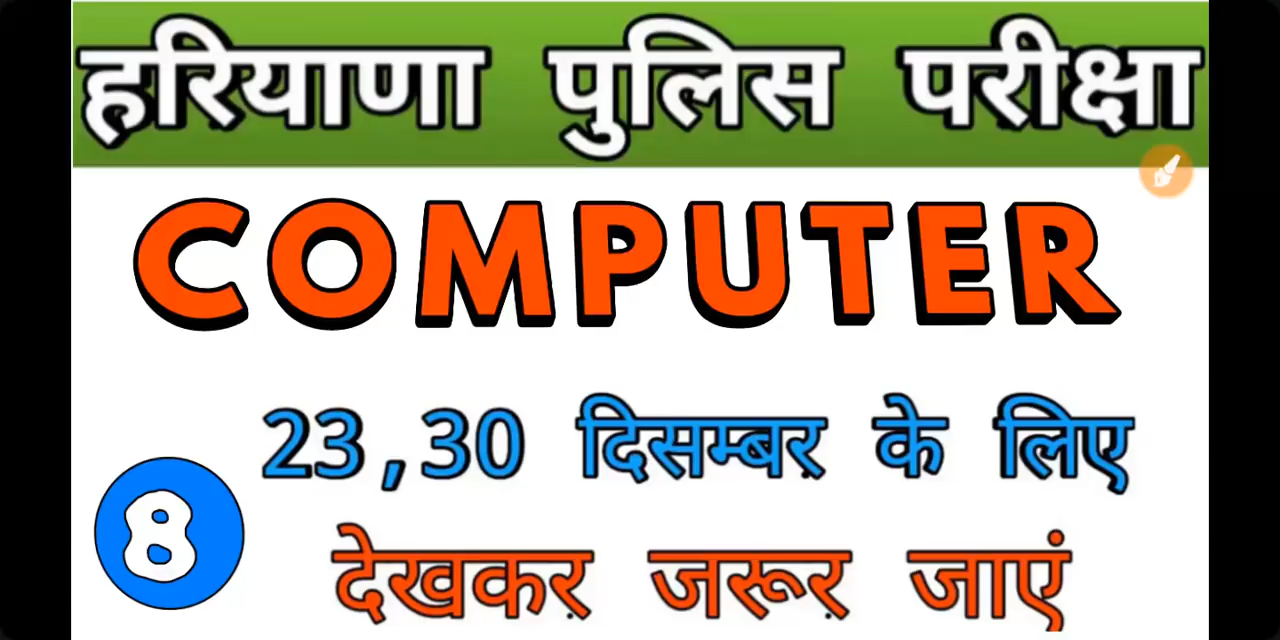 हरियाणा पुलिस परीक्षा
COMPUTER
23,30 दिसम्बर के लिए
8
देखकर जरूर जाएं